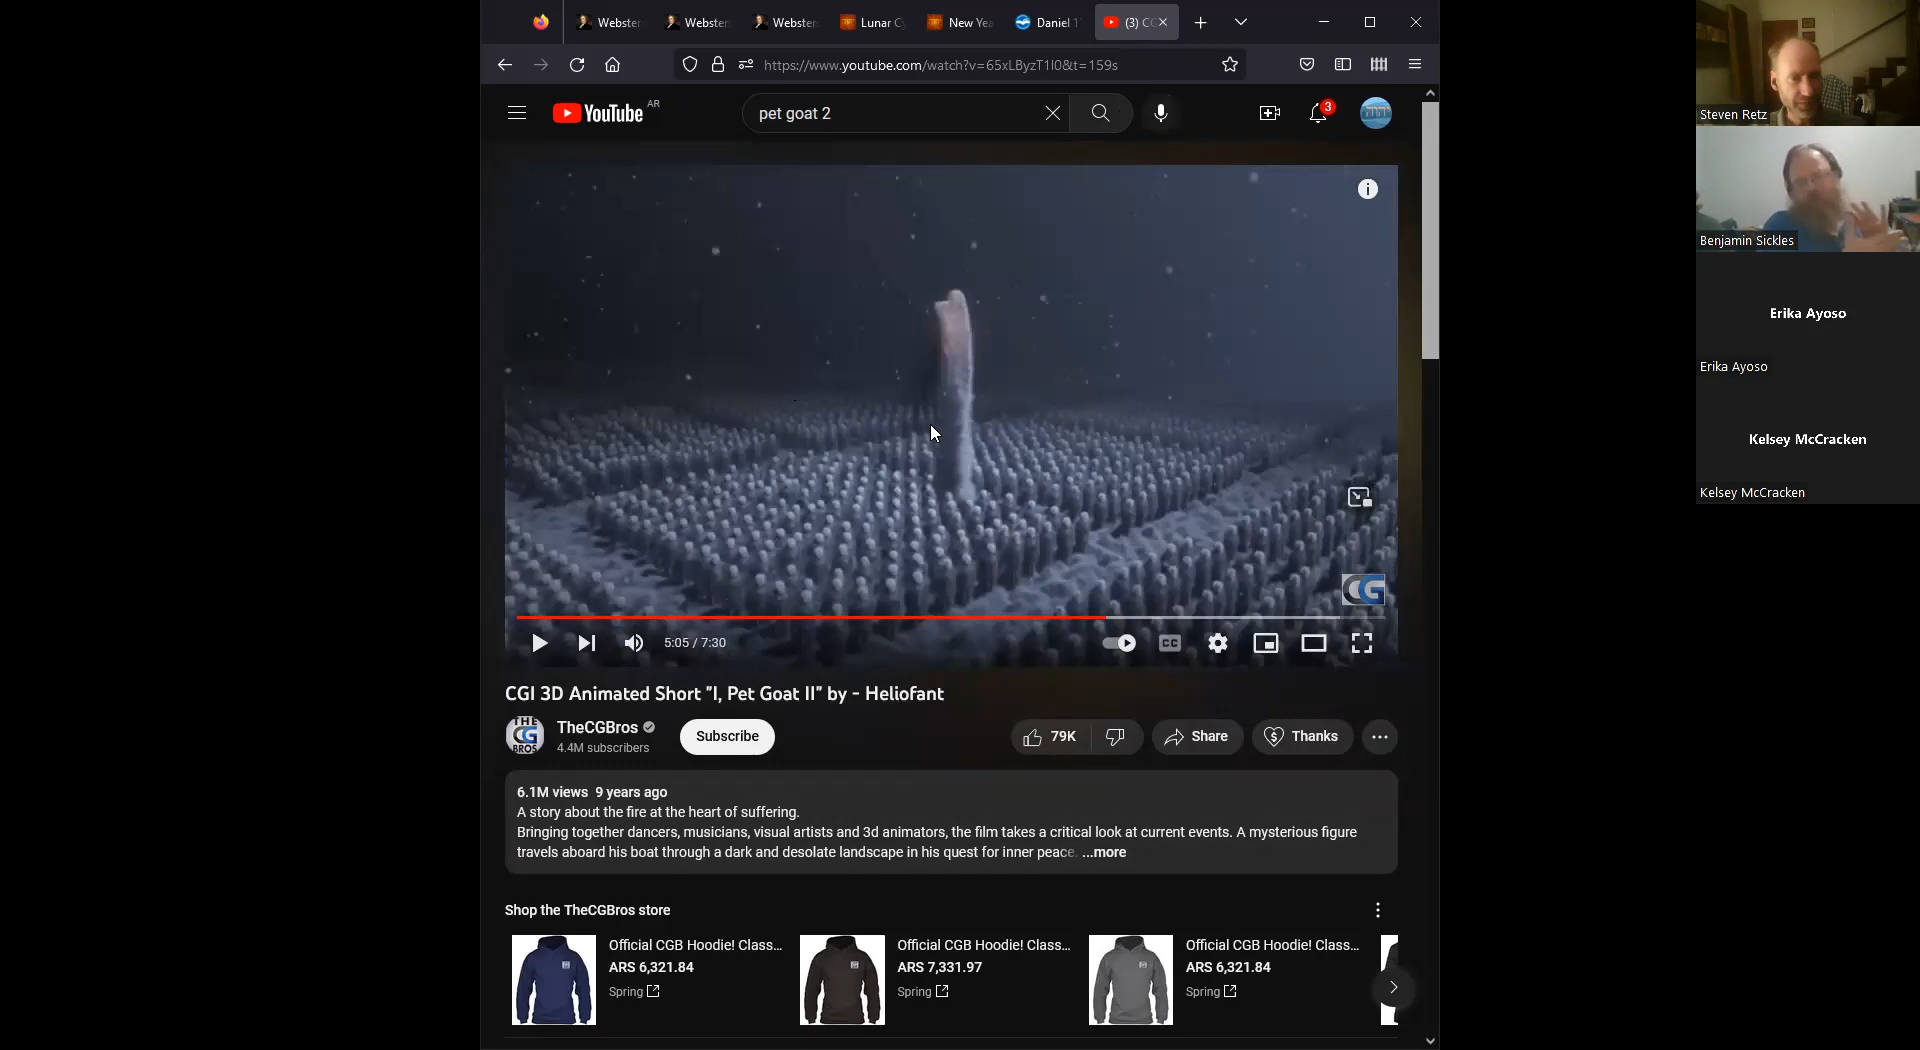 Webster
Webster
Webster
Lunar C
New Yea
Daniel 1
(3) CC
https://www.youtube.com/watch?v=65xLByzT1I0&t=159s
YouTube
AR
pet goat 2
3
i
CG
5:05 / 7:30
CC
CGI 3D Animated Short "I, Pet Goat II" by - Heliofant
THE
CG
BROS
TheCGBros
4.4M subscribers
Subscribe
79K
Share
Thanks
6.1M views 9 years ago
A story about the fire at the heart of suffering.
Bringing together dancers, musicians, visual artists and 3d animators, the film takes a critical look at current events. A mysterious figure
travels aboard his boat through a dark and desolate landscape in his quest for inner peace. ...more
Shop the TheCGBros store
Official CGB Hoodie! Class...
ARS 6,321.84
Spring
Official CGB Hoodie! Class...
ARS 7,331.97
Spring
Official CGB Hoodie! Class...
ARS 6,321.84
Spring
Steven Retz
Benjamin Sickles
Erika Ayoso
Erika Ayoso
Kelsey McCracken
Kelsey McCracken